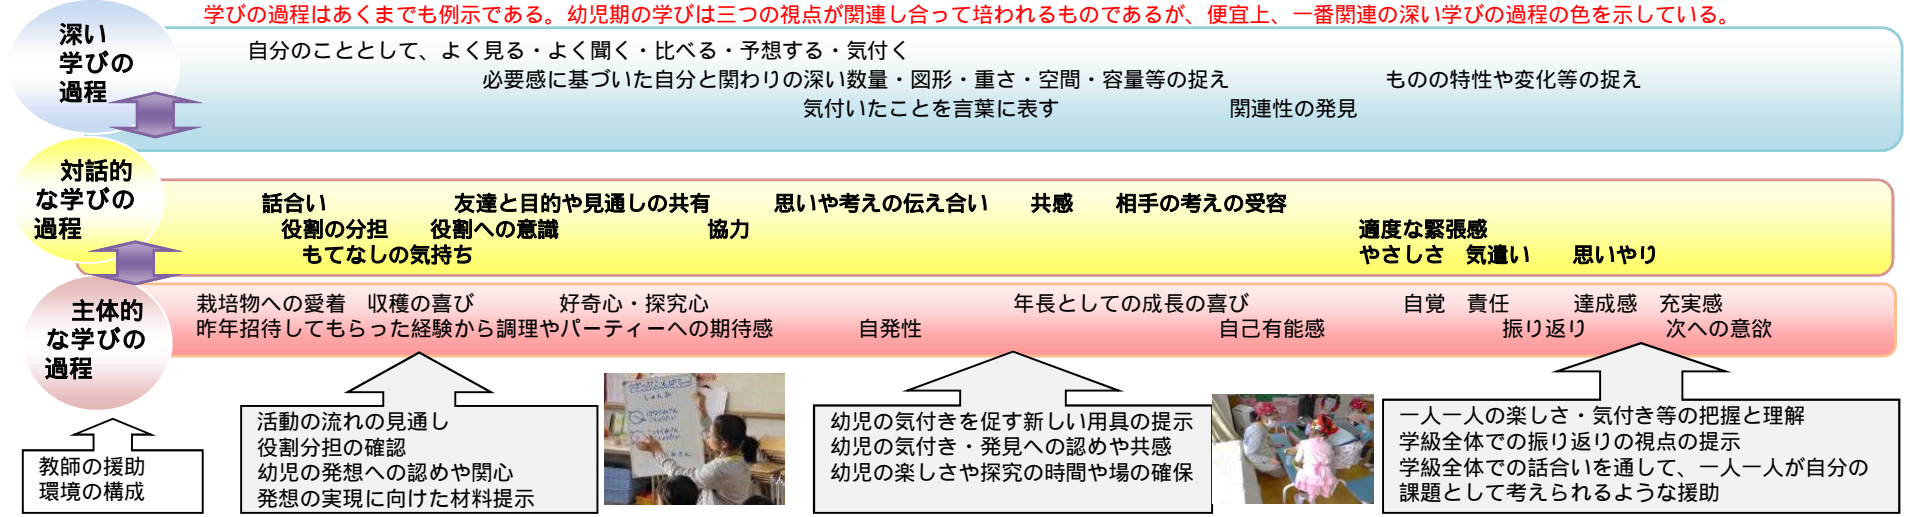 学びの過程はあくまでも例示である。幼児期の学びは三つの視点が関連し合って培われるものであるが、便宜上、一番関連の深い学びの過程の色を示している。
深い
学びの
過程
自分のこととして、よく見る・よく聞く・比べる・予想する・気付く
必要感に基づいた自分と関わりの深い数量・図形・重さ・空間・容量等の捉え ものの特性や変化等の捉え
気付いたことを言葉に表す 関連性の発見
対話的
な学びの
過程
話合い 友達と目的や見通しの共有 思いや考えの伝え合い 共感 相手の考えの受容
役割の分担 役割への意識 協力 適度な緊張感
もてなしの気持ち やさしさ 気遣い 思いやり
主体的
な学びの
過程
栽培物への愛着 収穫の喜び 好奇心・探究心 年長としての成長の喜び 自覚 責任 達成感 充実感
昨年招待してもらった経験から調理やパーティーへの期待感 自発性 自己有能感 振り返り 次への意欲
教師の援助
環境の構成
活動の流れの見通し
役割分担の確認
幼児の発想への認めや関心
発想の実現に向けた材料提示
幼児の気付きを促す新しい用具の提示
幼児の気付き・発見への認めや共感
幼児の楽しさや探究の時間や場の確保
一人一人の楽しさ・気付き等の把握と理解
学級全体での振り返りの視点の提示
学級全体での話合いを通して、一人一人が自分の
課題として考えられるような援助